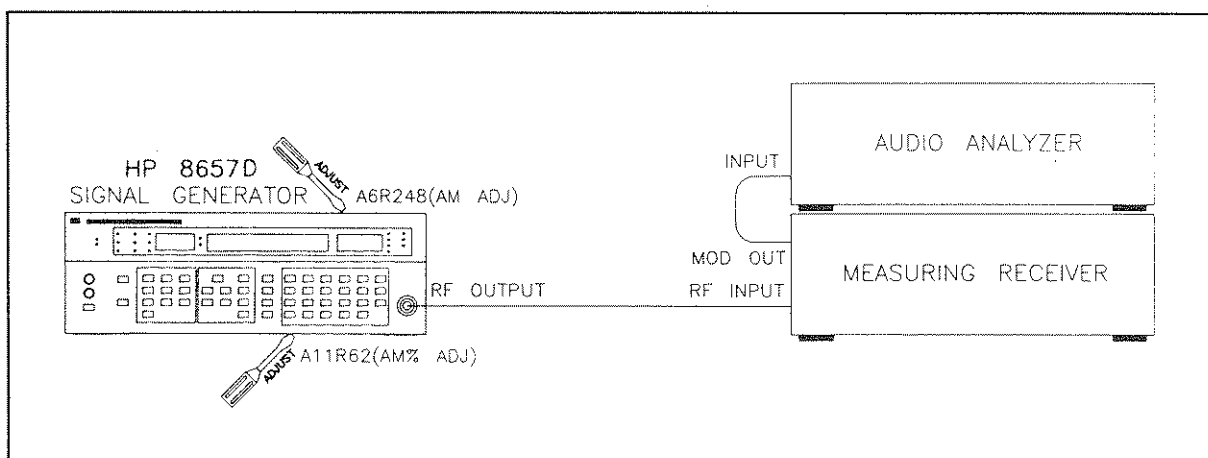 HP 8657D
SIGNAL GENERATOR
ADJUST
A6R248(AM ADJ)
RF OUTPUT
ADJUST
A11R62(AM% ADJ)
INPUT
AUDIO ANALYZER
MOD OUT
RF INPUT
MEASURING RECEIVER